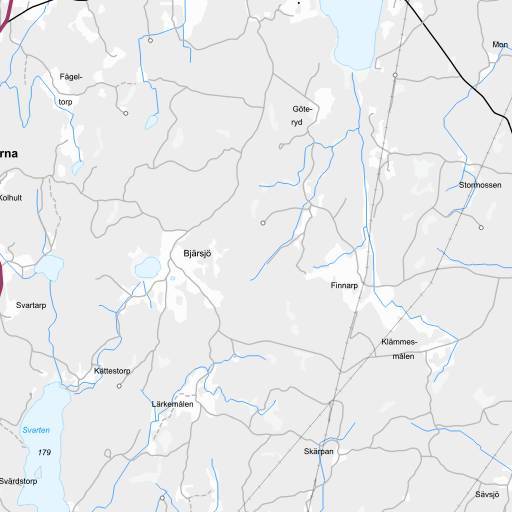 Mon
Fågel-
torp
Göte-
ryd
rna
Stormossen
Kolhult
Bjärsjö
Finnarp
Svartarp
Klämmes-
målen
Kättestorp
Lärkemålen
Svarten
179
Skärpan
Svärdstorp
Sävsjö